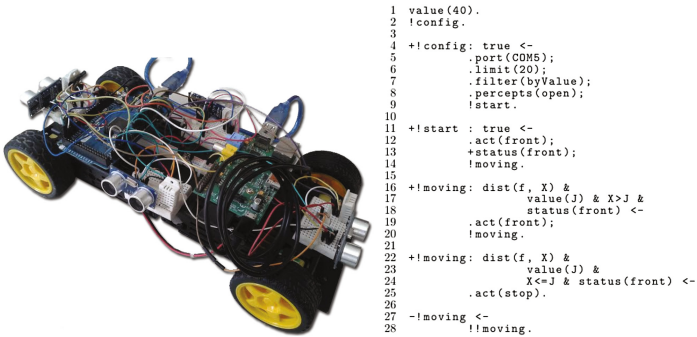 1 value(40).
2 !config.
3
4 +!config: true <-
5 .port(COM5);
6 .limit(20);
7 .filter(byValue);
8 .percepts(open);
9 !start.
10
11 +!start : true <-
12 .act(front);
13 +status(front);
14 !moving.
15
16 +!moving: dist(f, X) &
17 value(J) & X>J &
18 status(front) <-
19 .act(front);
20 !moving.
21
22 +!moving: dist(f, X) &
23 value(J) &
24 X<=J & status(front) <-
25 .act(stop).
26
27 -!moving <-
28 !!moving.